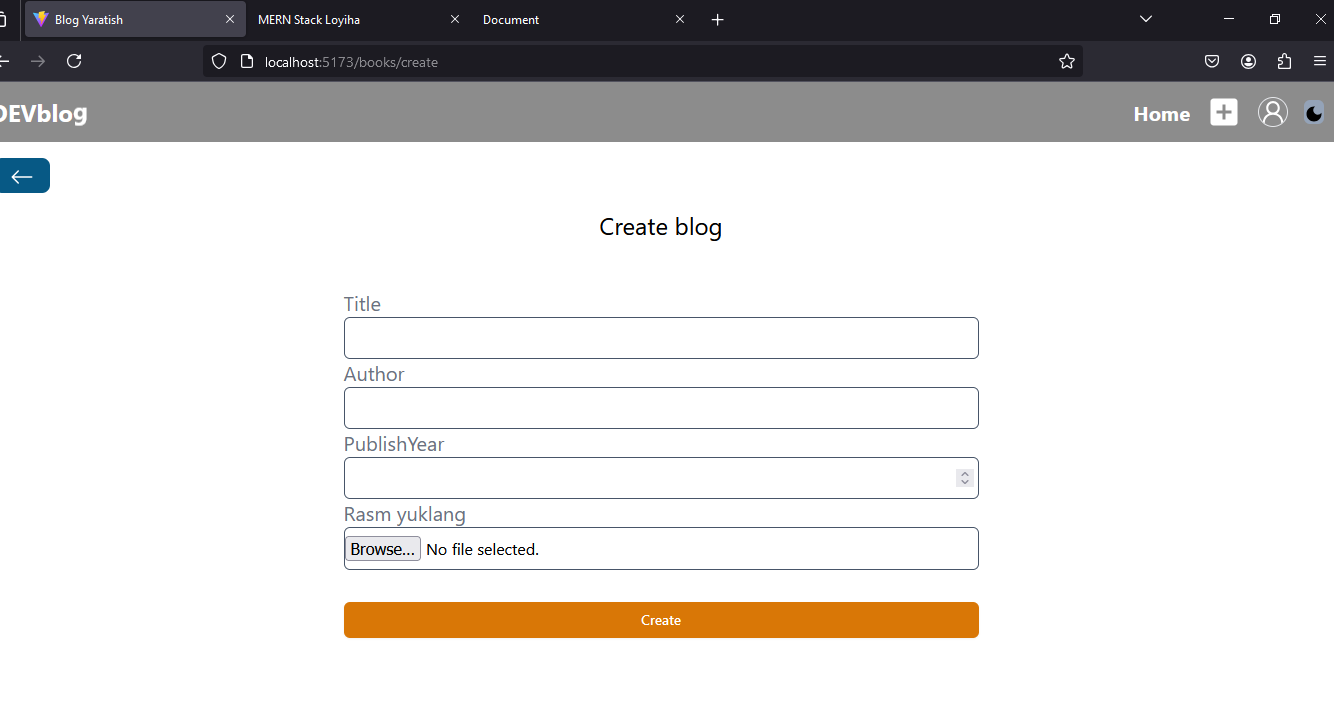 Blog Yaratish
MERN Stack Loyiha
Document
localhost:5173/books/create
DEVblog
Home
Create blog
Title
Author
PublishYear
Rasm yuklang
Browse... No file selected.
Create